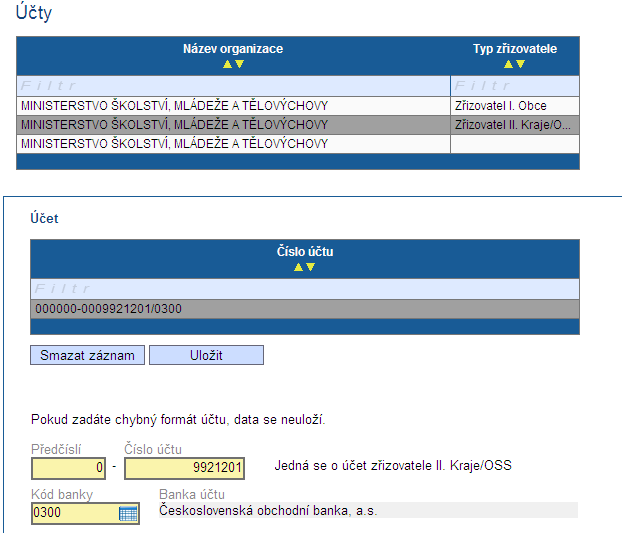 Účty
Název organizace Typ zřizovatele
Filtr Filtr
MINISTERSTVO ŠKOLSTVÍ, MLÁDEŽE A TĚLOVÝCHOVY Zřizovatel I. Obce
MINISTERSTVO ŠKOLSTVÍ, MLÁDEŽE A TĚLOVÝCHOVY Zřizovatel II. Kraje/O...
MINISTERSTVO ŠKOLSTVÍ, MLÁDEŽE A TĚLOVÝCHOVY
Účet
Číslo účtu
Filtr
000000-0009921201/0300
Smazat záznam Uložit
Pokud zadáte chybný formát účtu, data se neuloží.
Předčíslí Číslo účtu
0 - 9921201 Jedná se o účet zřizovatele II. Kraje/OSS
Kód banky Banka účtu
0300 Československá obchodní banka, a.s.